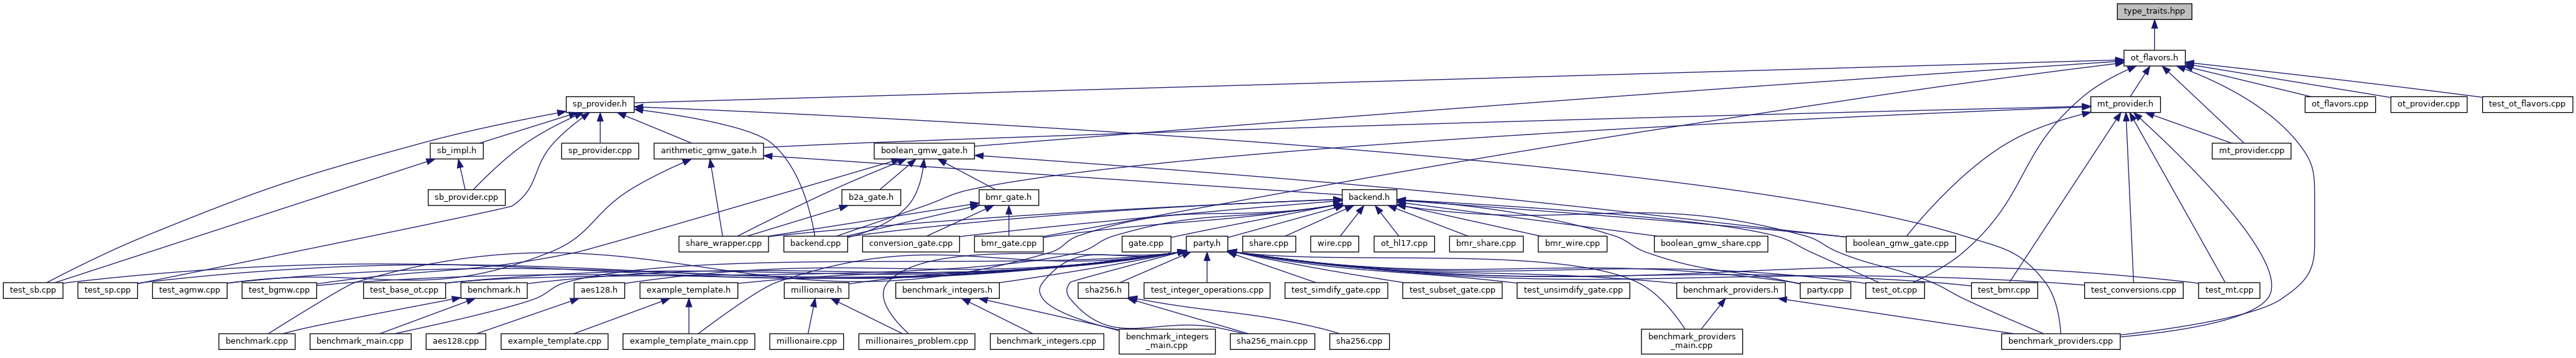 type_traits.hpp
ot_flavors.h
sp_provider.h
mt_provider.h
ot_flavors.cpp
ot_provider.cpp
test_ot_flavors.cpp
sb_impl.h
sp_provider.cpp
arithmetic_gmw_gate.h
boolean_gmw_gate.h
mt_provider.cpp
sb_provider.cpp
b2a_gate.h
bmr_gate.h
backend.h
share_wrapper.cpp
backend.cpp
conversion_gate.cpp
bmr_gate.cpp
gate.cpp
party.h
share.cpp
wire.cpp
ot_hl17.cpp
bmr_share.cpp
bmr_wire.cpp
boolean_gmw_share.cpp
boolean_gmw_gate.cpp
test_sb.cpp
test_sp.cpp
test_agmw.cpp
test_bgmw.cpp
test_base_ot.cpp
benchmark.h
aes128.h
example_template.h
millionaire.h
benchmark_integers.h
sha256.h
test_integer_operations.cpp
test_simdify_gate.cpp
test_subset_gate.cpp
test_unsimdify_gate.cpp
benchmark_providers.h
party.cpp
test_ot.cpp
test_bmr.cpp
test_conversions.cpp
test_mt.cpp
benchmark.cpp
benchmark_main.cpp
aes128.cpp
example_template.cpp
example_template_main.cpp
millionaire.cpp
millionaires_problem.cpp
benchmark_integers.cpp
benchmark_integers
_main.cpp
sha256_main.cpp
sha256.cpp
benchmark_providers
_main.cpp
benchmark_providers.cpp